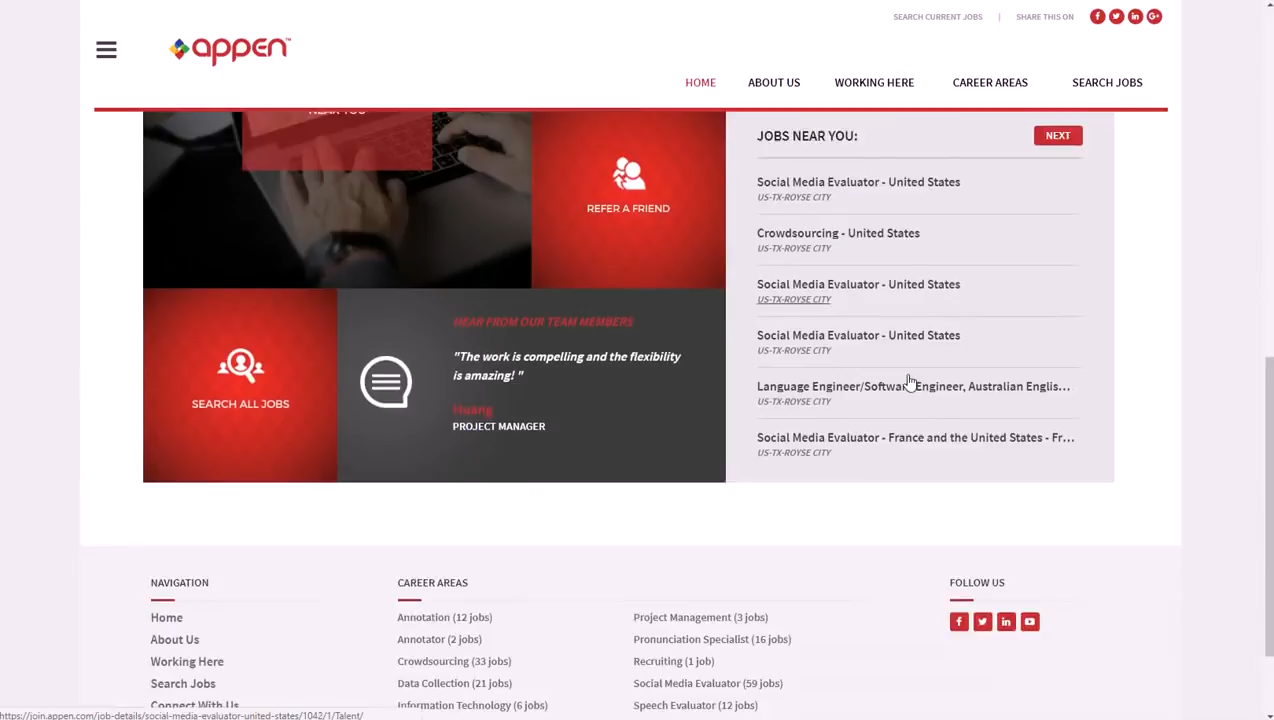 SEARCH CURRENT JOBS | SHARE THIS ON
appen™
HOME ABOUT US WORKING HERE CAREER AREAS SEARCH JOBS
NEAR YOU
REFER A FRIEND
SEARCH ALL JOBS
HEAR FROM OUR TEAM MEMBERS
"The work is compelling and the flexibility
is amazing! "
Huang
PROJECT MANAGER
JOBS NEAR YOU:
NEXT
Social Media Evaluator - United States
US-TX-ROYSE CITY
Crowdsourcing - United States
US-TX-ROYSE CITY
Social Media Evaluator - United States
US-TX-ROYSE CITY
Social Media Evaluator - United States
US-TX-ROYSE CITY
Language Engineer/Software Engineer, Australian Englis...
US-TX-ROYSE CITY
Social Media Evaluator - France and the United States - Fr...
US-TX-ROYSE CITY
NAVIGATION
Home
About Us
Working Here
Search Jobs
Connect With Us
CAREER AREAS
Annotation (12 jobs)
Annotator (2 jobs)
Crowdsourcing (33 jobs)
Data Collection (21 jobs)
Information Technology (6 jobs)
Project Management (3 jobs)
Pronunciation Specialist (16 jobs)
Recruiting (1 job)
Social Media Evaluator (59 jobs)
Speech Evaluator (12 jobs)
FOLLOW US
https://join.appen.com/job-details/social-media-evaluator-united-states/1042/1/Talent/